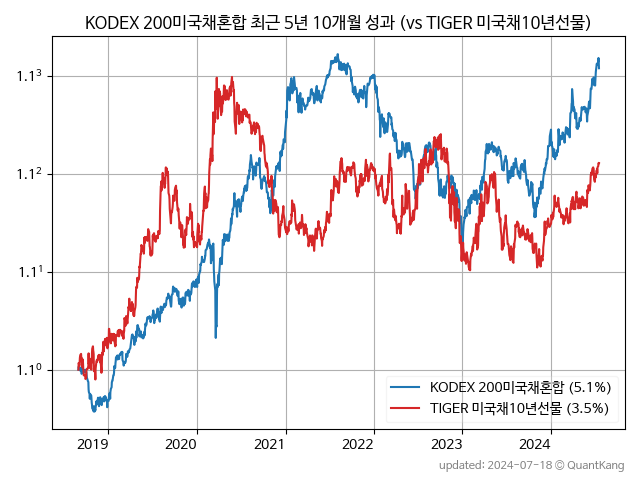 KODEX 200미국채혼합 최근 5년 10개월 성과 (vs TIGER 미국채10년선물)
1.1³
1.1²
1.1¹
1.1⁰
KODEX 200미국채혼합 (5.1%)
TIGER 미국채10년선물 (3.5%)
2019 2020 2021 2022 2023 2024
updated: 2024-07-18 © QuantKang